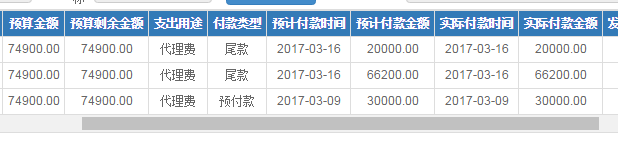 预算金额 预算剩余金额 支出用途 付款类型 预计付款时间 预计付款金额 实际付款时间 实际付款金额
74900.00 74900.00 代理费 尾款 2017-03-16 20000.00 2017-03-16 20000.00
74900.00 74900.00 代理费 尾款 2017-03-16 66200.00 2017-03-16 66200.00
74900.00 74900.00 代理费 预付款 2017-03-09 30000.00 2017-03-09 30000.00